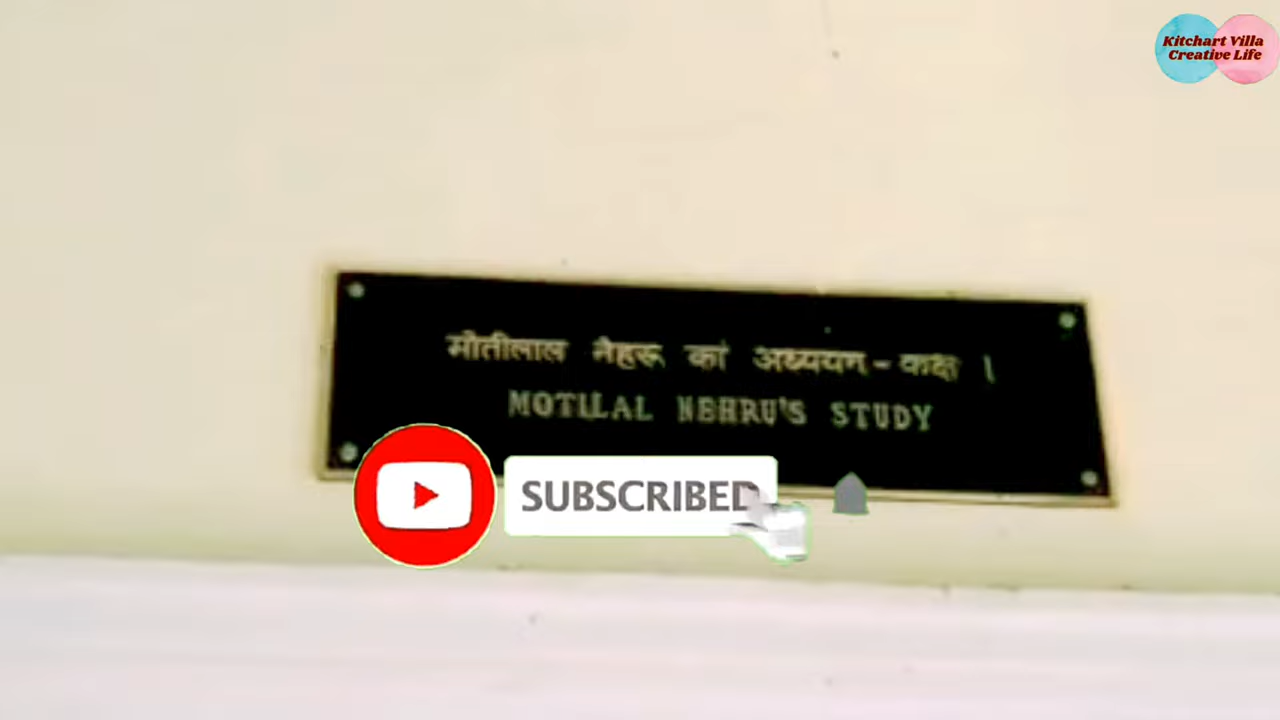 Kitchart Villa
Creative Life
मोतीलाल नेहरू का अध्ययन-कक्ष ।
MOTILAL NEHRU'S STUDY
SUBSCRIBED